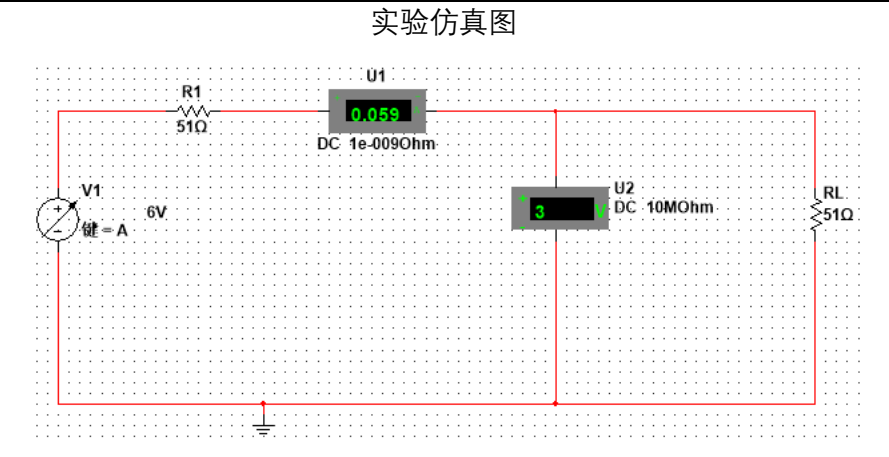 实验仿真图
U1
R1
0.059
51Ω
DC 1e-009Ohm
V1
6V
键 = A
U2
3 V
DC 10MOhm
RL
51Ω